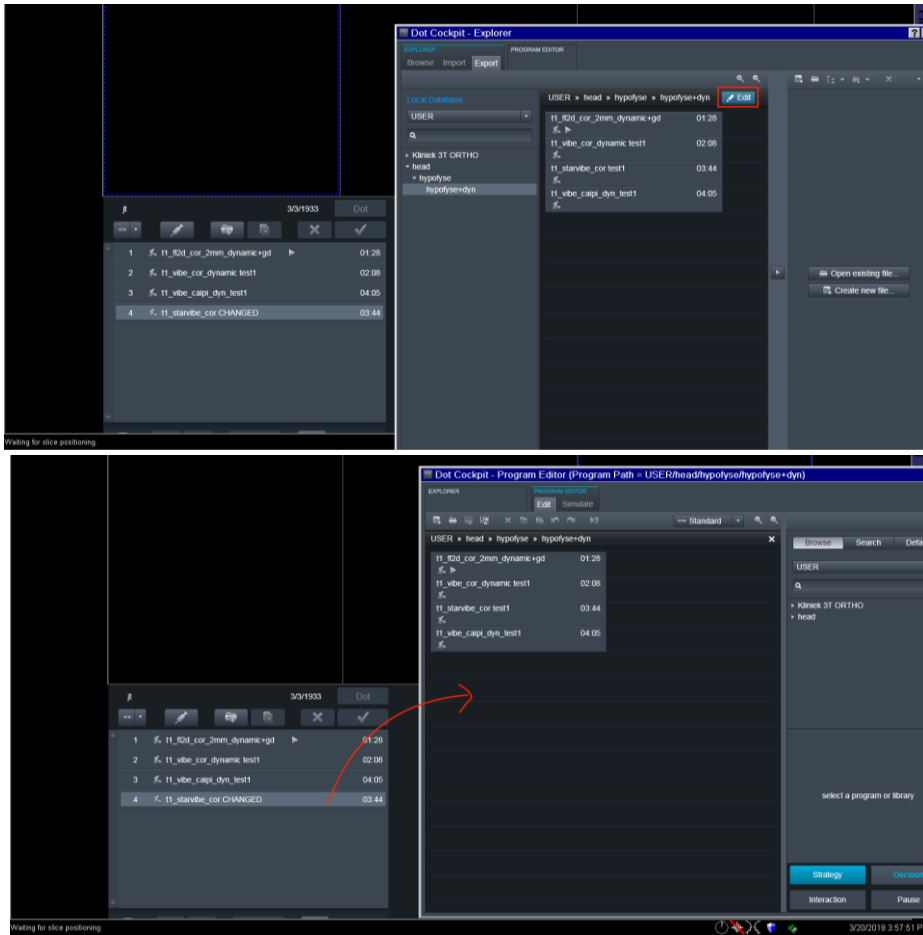 Dot Cockpit - Explorer
?
EXPLORER
PROGRAM EDITOR
Browse Import Export
Local Database
USER » head » hypofyse » hypofyse+dyn
Edit
USER
t1_fl2d_cor_2mm_dynamic+gd 01:28
t1_vibe_cor_dynamic test1 02:08
t1_starvibe_cor test1 03:44
t1_vibe_caipi_dyn_test1 04:05
Kliniek 3T ORTHO
head
hypofyse
hypofyse+dyn
Open existing file...
Create new file...
jt 3/3/1933 Dot
1 t1_fl2d_cor_2mm_dynamic+gd 01:28
2 t1_vibe_cor_dynamic test1 02:08
3 t1_vibe_caipi_dyn_test1 04:05
4 t1_starvibe_cor CHANGED 03:44
Waiting for slice positioning.
Dot Cockpit - Program Editor (Program Path = USER/head/hypofyse/hypofyse+dyn)
EXPLORER
PROGRAM EDITOR
Edit Simulate
Standard
USER » head » hypofyse » hypofyse+dyn
t1_fl2d_cor_2mm_dynamic+gd 01:28
t1_vibe_cor_dynamic test1 02:08
t1_starvibe_cor test1 03:44
t1_vibe_caipi_dyn_test1 04:05
Browse Search Defa
USER
Kliniek 3T ORTHO
head
select a program or library
Strategy Decision
Interaction Pause
jt 3/3/1933 Dot
1 t1_fl2d_cor_2mm_dynamic+gd 01:28
2 t1_vibe_cor_dynamic test1 02:08
3 t1_vibe_caipi_dyn_test1 04:05
4 t1_starvibe_cor CHANGED 03:44
Waiting for slice positioning.
3/20/2019 3:57:51 P